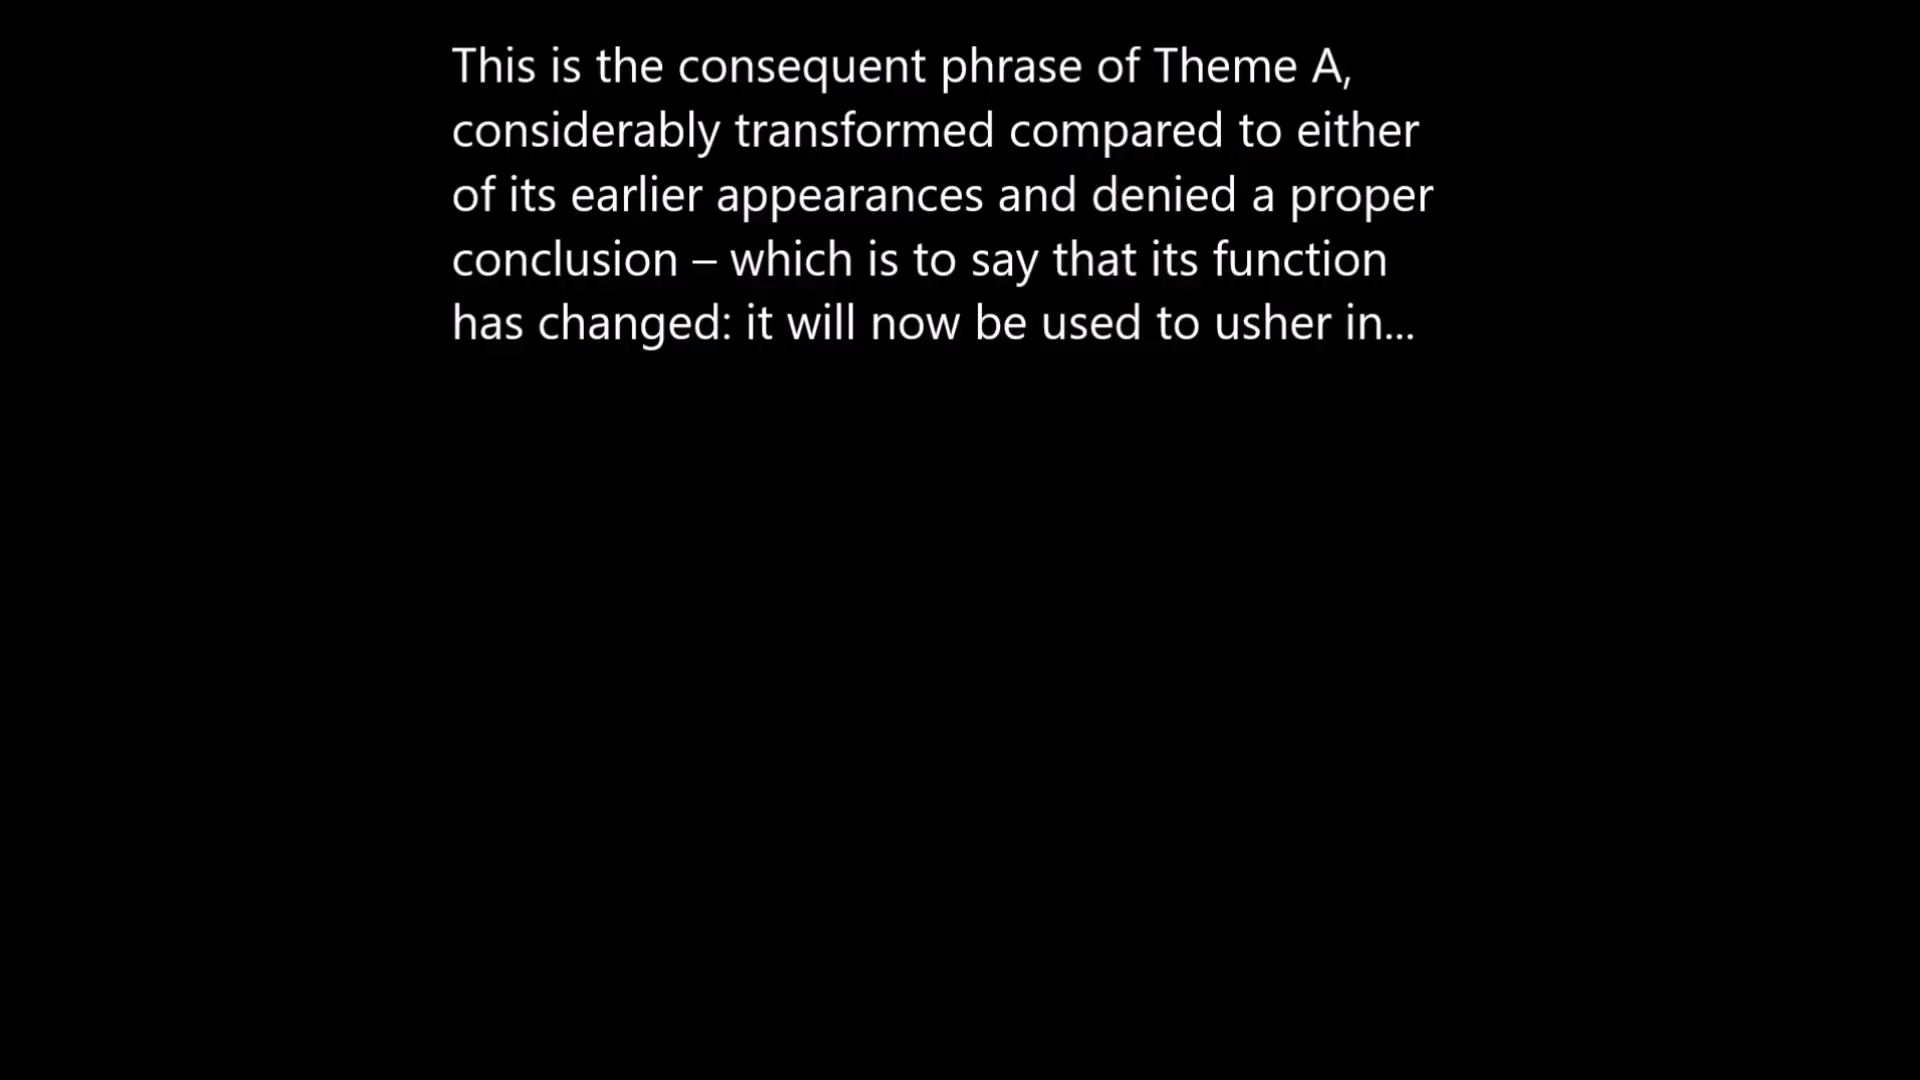 This is the consequent phrase of Theme A,
considerably transformed compared to either
of its earlier appearances and denied a proper
conclusion – which is to say that its function
has changed: it will now be used to usher in...